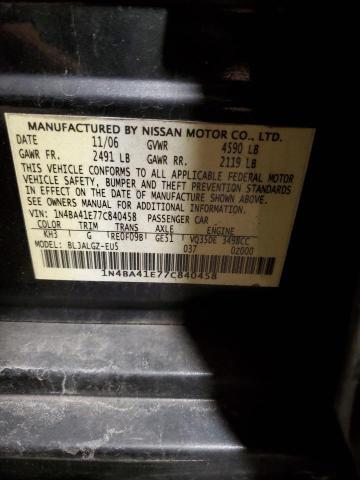 MANUFACTURED BY NISSAN MOTOR CO., LTD.
DATE 11/06 GVWR 4590 LB
GAWR FR. 2491 LB GAWR RR. 2119 LB
THIS VEHICLE CONFORMS TO ALL APPLICABLE FEDERAL MOTOR
VEHICLE SAFETY, BUMPER AND THEFT PREVENTION STANDARDS
IN EFFECT ON THE DATE OF MANUFACTURE SHOWN ABOVE.
SEE OWNERS MANUAL FOR ADDITIONAL INFORMATION.
VIN: 1N4BA41E77C840458 PASSENGER CAR
COLOR TRIM TRANS AXLE ENGINE
KH3 G RE0F09B GE51 VQ35DE 3498CC
MODEL: BLJALGZ-EU5 037 0Z000
1N4BA41E77C840458